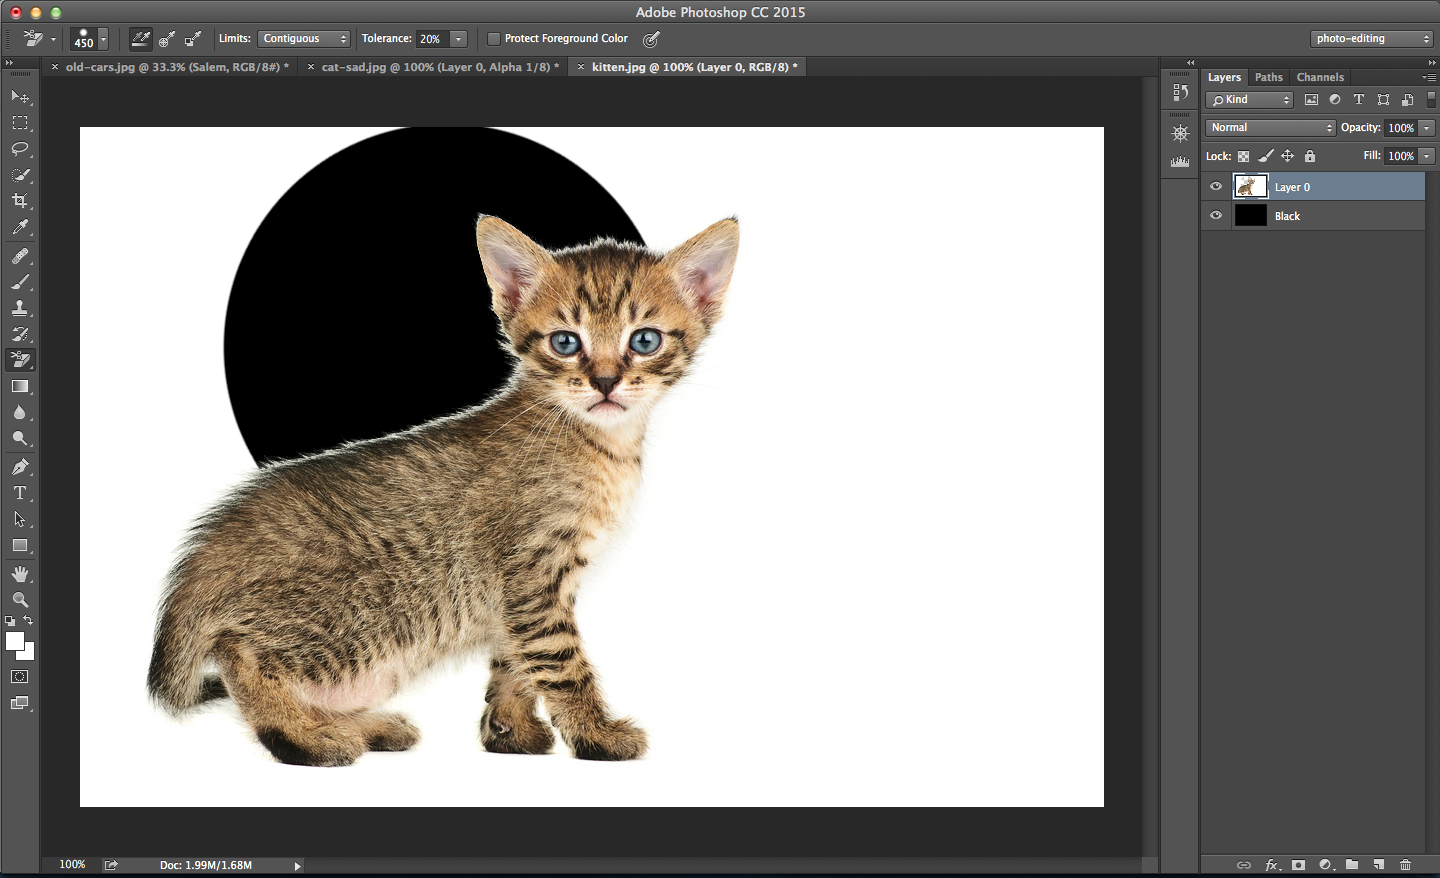 Adobe Photoshop CC 2015
450 Limits: Contiguous Tolerance: 20% Protect Foreground Color photo-editing
old-cars.jpg @ 33.3% (Salem, RGB/8#) * cat-sad.jpg @ 100% (Layer 0, Alpha 1/8) * kitten.jpg @ 100% (Layer 0, RGB/8) *
Layers Paths Channels
Kind
Normal Opacity: 100%
Lock: Fill: 100%
Layer 0
Black
100% Doc: 1.99M/1.68M